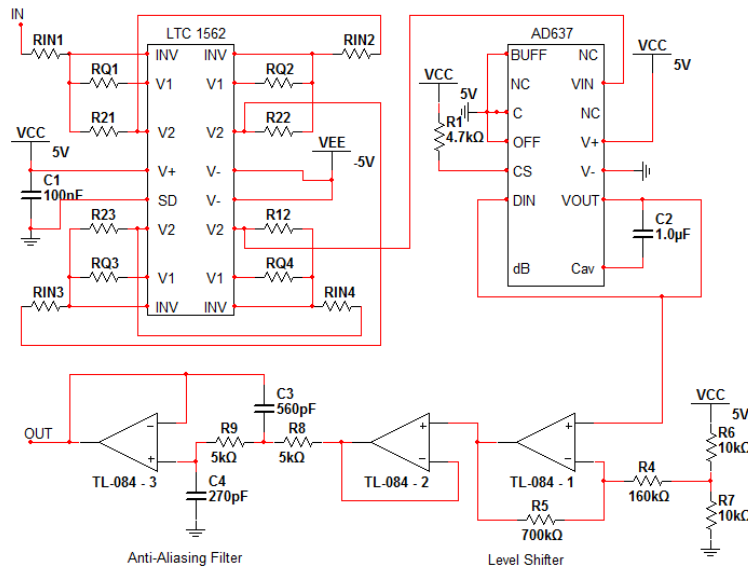 IN
RIN1
LTC 1562
RIN2
INV
INV
RQ1
V1
V1
RQ2
R21
V2
V2
R22
VCC
5V
V+
V-
VEE
-5V
C1
100nF
SD
V-
R23
V2
V2
R12
RQ3
V1
V1
RQ4
RIN3
INV
INV
RIN4
AD637
BUFF
NC
VCC
5V
NC
VIN
VCC
5V
C
NC
R1
4.7kΩ
OFF
V+
CS
V-
DIN
VOUT
C2
1.0µF
dB
Cav
OUT
C3
560pF
R9
5kΩ
R8
5kΩ
C4
270pF
TL-084 - 3
TL-084 - 2
TL-084 - 1
R5
700kΩ
R4
160kΩ
VCC
5V
R6
10kΩ
R7
10kΩ
−
+
+
−
+
−
Anti-Aliasing Filter
Level Shifter